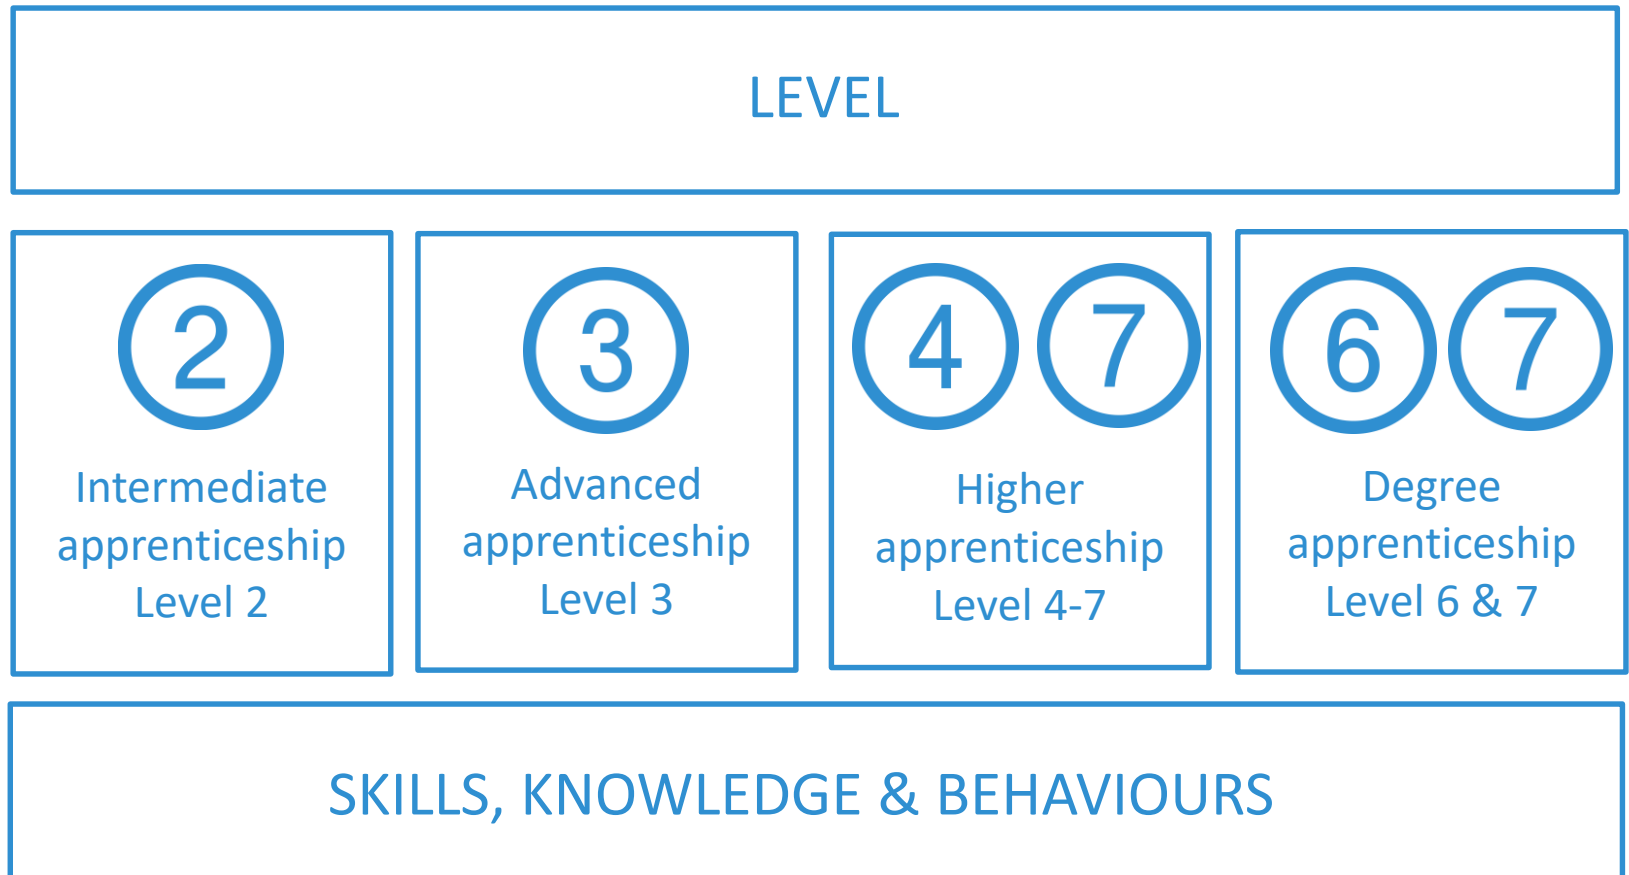 LEVEL
2
Intermediate
apprenticeship
Level 2
3
Advanced
apprenticeship
Level 3
4 7
Higher
apprenticeship
Level 4-7
6 7
Degree
apprenticeship
Level 6 & 7
SKILLS, KNOWLEDGE & BEHAVIOURS